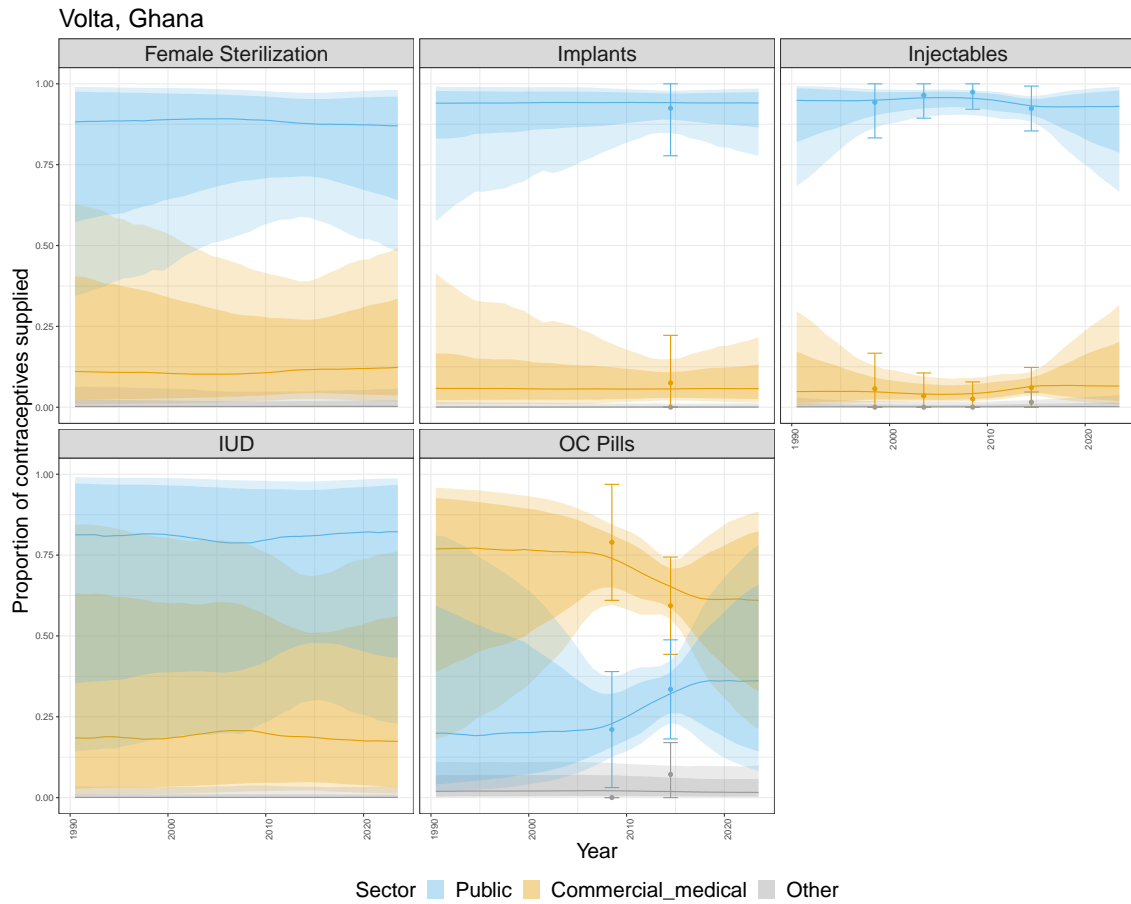 Volta, Ghana
Female Sterilization
Implants
Injectables
1.00
0.75
0.50
0.25
0.00
1990
2000
2010
2020
IUD
OC Pills
1.00
0.75
0.50
0.25
0.00
1990
2000
2010
2020
1990
2000
2010
2020
Proportion of contraceptives supplied
Year
Sector Public Commercial_medical Other